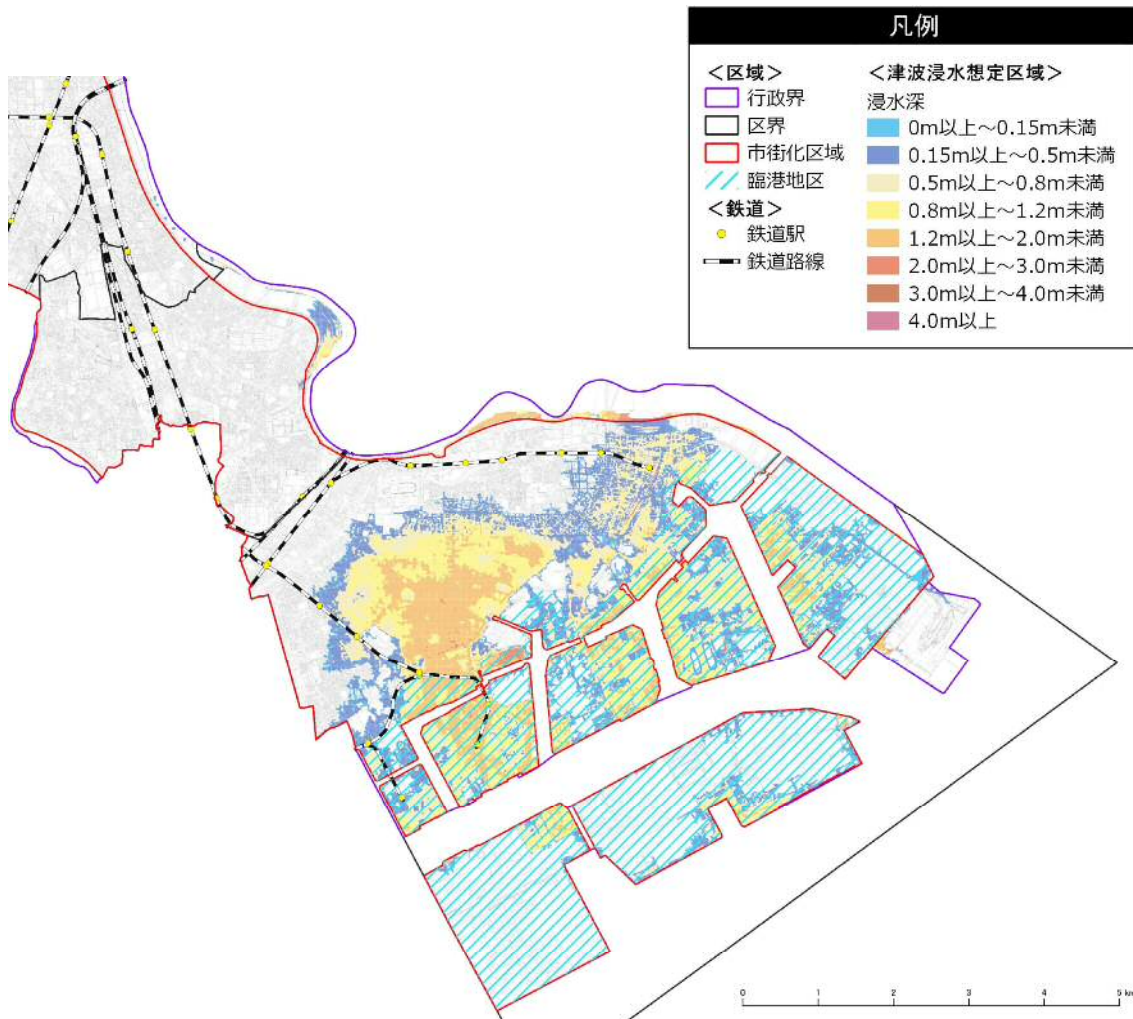 凡例
＜区域＞
行政界
区界
市街化区域
臨港地区
＜鉄道＞
鉄道駅
鉄道路線
＜津波浸水想定区域＞
浸水深
0m以上～0.15m未満
0.15m以上～0.5m未満
0.5m以上～0.8m未満
0.8m以上～1.2m未満
1.2m以上～2.0m未満
2.0m以上～3.0m未満
3.0m以上～4.0m未満
4.0m以上
0 1 2 3 4 5 km